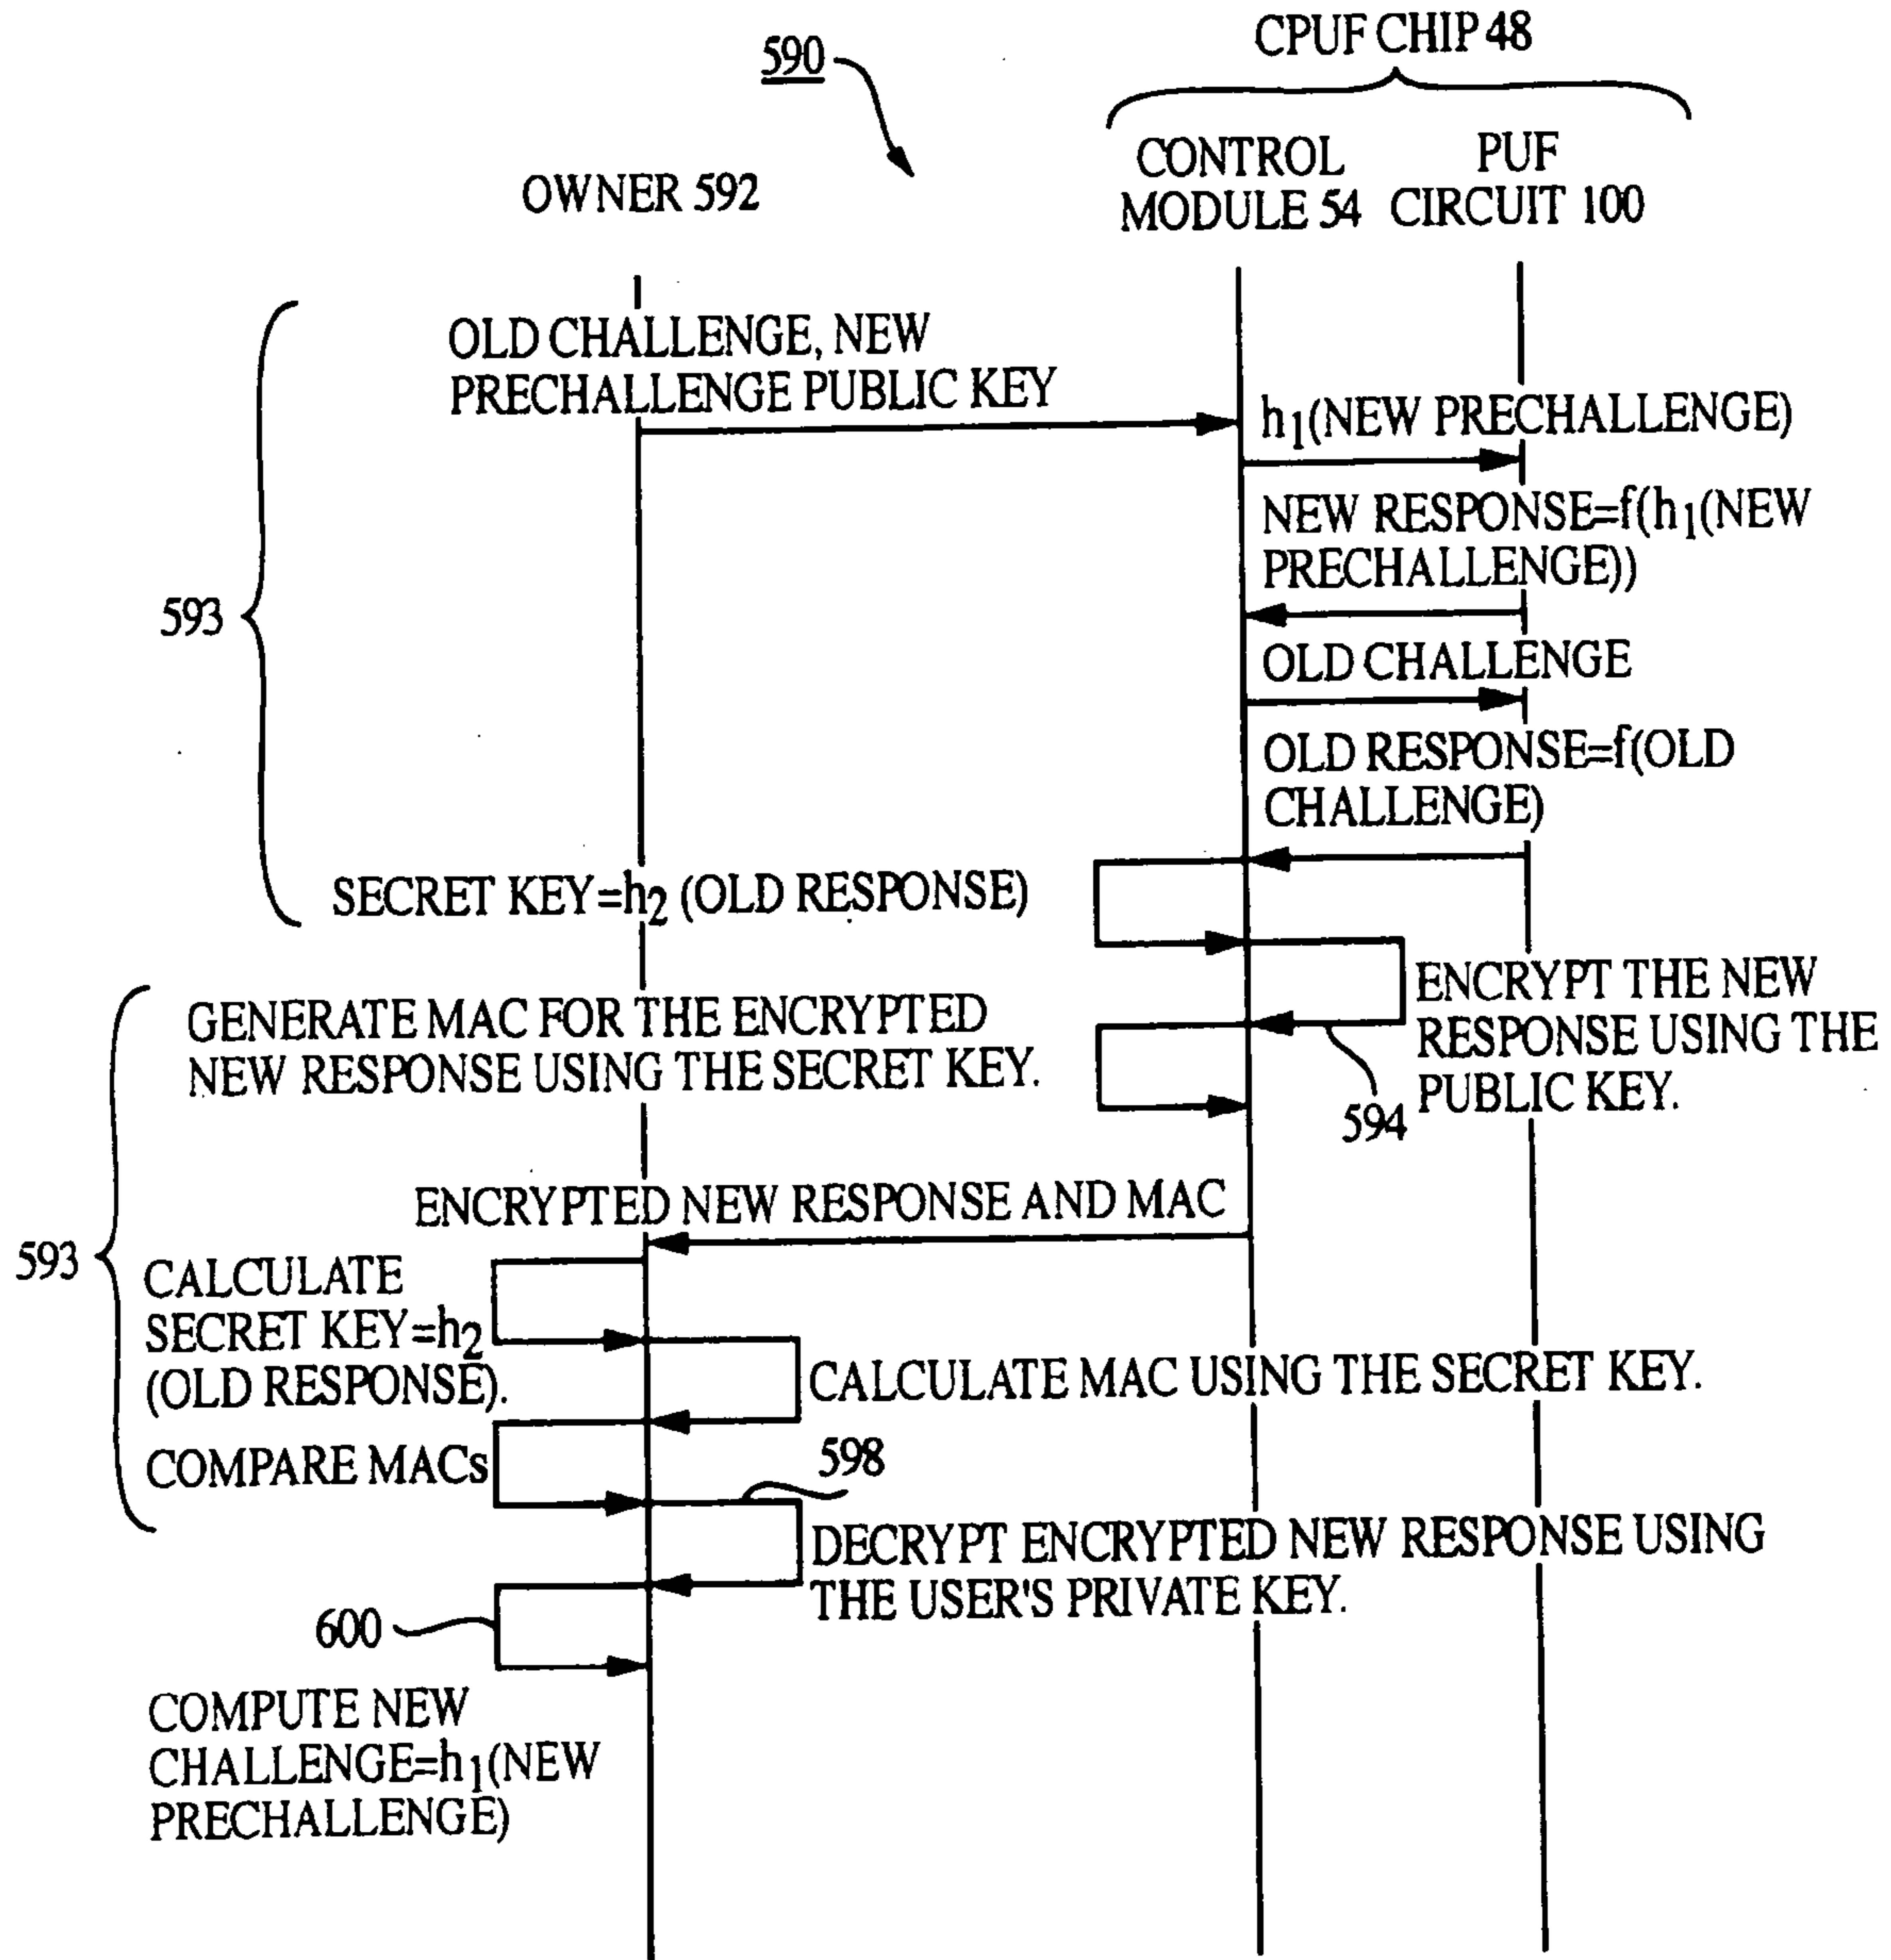 CPUF CHIP 48
590
CONTROL
MODULE 54
PUF
CIRCUIT 100
OWNER 592
OLD CHALLENGE, NEW
PRECHALLENGE PUBLIC KEY
h1(NEW PRECHALLENGE)
NEW RESPONSE=f(h1(NEW
PRECHALLENGE))
593
OLD CHALLENGE
OLD RESPONSE=f(OLD
CHALLENGE)
SECRET KEY=h2 (OLD RESPONSE)
ENCRYPT THE NEW
RESPONSE USING THE
PUBLIC KEY.
594
GENERATE MAC FOR THE ENCRYPTED
NEW RESPONSE USING THE SECRET KEY.
ENCRYPTED NEW RESPONSE AND MAC
593
CALCULATE
SECRET KEY=h2
(OLD RESPONSE).
CALCULATE MAC USING THE SECRET KEY.
COMPARE MACs
598
DECRYPT ENCRYPTED NEW RESPONSE USING
THE USER'S PRIVATE KEY.
600
COMPUTE NEW
CHALLENGE=h1(NEW
PRECHALLENGE)